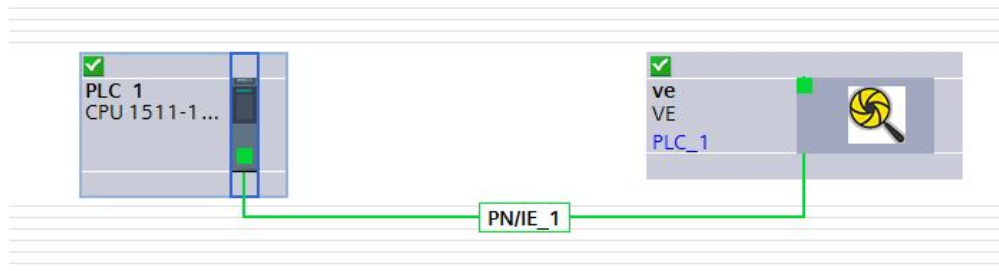 PLC_1
CPU 1511-1...
ve
VE
PLC_1
PN/IE_1